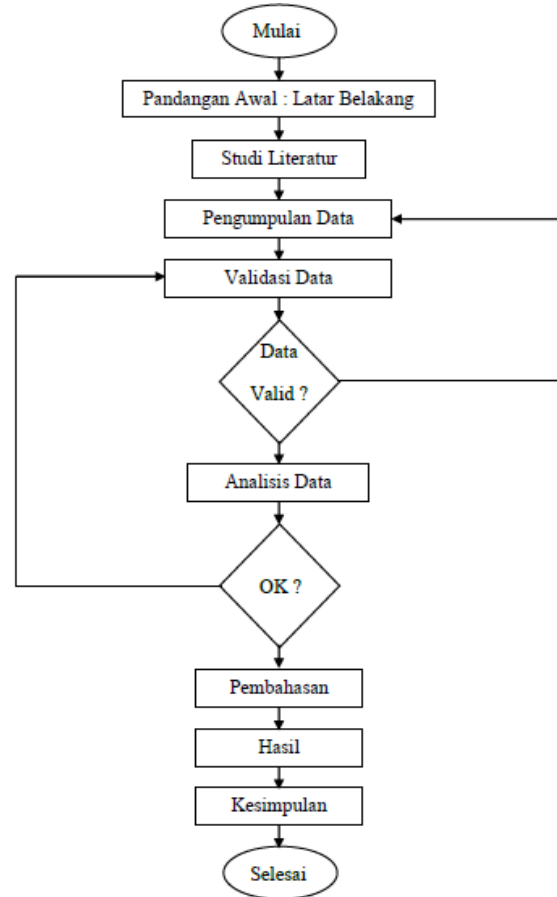 Mulai
Pandangan Awal : Latar Belakang
Studi Literatur
Pengumpulan Data
Validasi Data
Data
Valid ?
Analisis Data
OK ?
Pembahasan
Hasil
Kesimpulan
Selesai